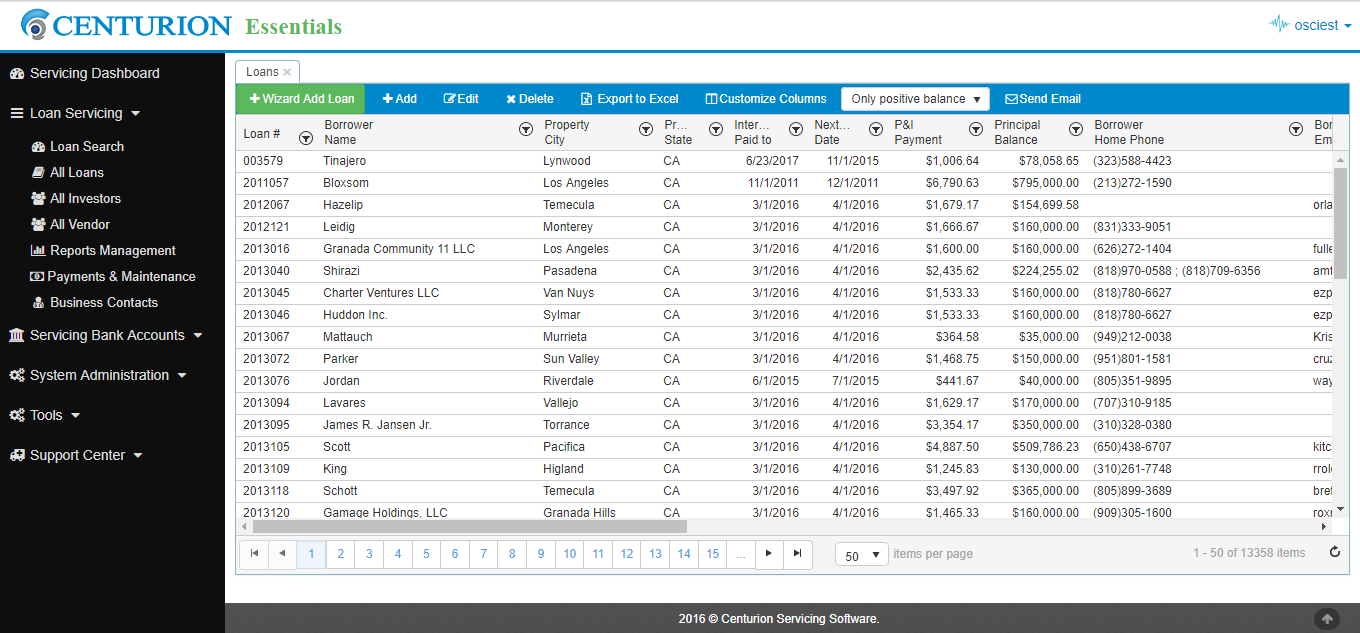 CENTURION Essentials
osciest
Servicing Dashboard
Loan Servicing
Loan Search
All Loans
All Investors
All Vendor
Reports Management
Payments & Maintenance
Business Contacts
Servicing Bank Accounts
System Administration
Tools
Support Center
Loans
Wizard Add Loan Add Edit Delete Export to Excel Customize Columns Only positive balance Send Email
Loan # Borrower Name Property City Pr... State Inter... Paid to Next... Date P&I Payment Principal Balance Borrower Home Phone Bor Em
003579 Tinajero Lynwood CA 6/23/2017 11/1/2015 $1,006.64 $78,058.65 (323)588-4423
2011057 Bloxsom Los Angeles CA 11/1/2011 12/1/2011 $6,790.63 $795,000.00 (213)272-1590
2012067 Hazelip Temecula CA 3/1/2016 4/1/2016 $1,679.17 $154,699.58 orla
2012121 Leidig Monterey CA 3/1/2016 4/1/2016 $1,666.67 $160,000.00 (831)333-9051
2013016 Granada Community 11 LLC Los Angeles CA 3/1/2016 4/1/2016 $1,600.00 $160,000.00 (626)272-1404 fulle
2013040 Shirazi Pasadena CA 3/1/2016 4/1/2016 $2,435.62 $224,255.02 (818)970-0588 ; (818)709-6356 amf
2013045 Charter Ventures LLC Van Nuys CA 3/1/2016 4/1/2016 $1,533.33 $160,000.00 (818)780-6627 ezp
2013046 Huddon Inc. Sylmar CA 3/1/2016 4/1/2016 $1,533.33 $160,000.00 (818)780-6627 ezp
2013067 Mattauch Murrieta CA 3/1/2016 4/1/2016 $364.58 $35,000.00 (949)212-0038 Kris
2013072 Parker Sun Valley CA 3/1/2016 4/1/2016 $1,468.75 $150,000.00 (951)801-1581 cruz
2013076 Jordan Riverdale CA 6/1/2015 7/1/2015 $441.67 $40,000.00 (805)351-9895 way
2013094 Lavares Vallejo CA 3/1/2016 4/1/2016 $1,629.17 $170,000.00 (707)310-9185
2013095 James R. Jansen Jr. Torrance CA 3/1/2016 4/1/2016 $3,354.17 $350,000.00 (310)328-0380
2013105 Scott Pacifica CA 3/1/2016 4/1/2016 $4,887.50 $509,786.23 (650)438-6707 kitc
2013109 King Higland CA 3/1/2016 4/1/2016 $1,245.83 $130,000.00 (310)261-7748 rrol
2013118 Schott Temecula CA 3/1/2016 4/1/2016 $3,497.92 $365,000.00 (805)899-3689 bret
2013120 Gamage Holdings, LLC Granada Hills CA 3/1/2016 4/1/2016 $1,465.33 $160,000.00 (909)305-1600 roxr
1 2 3 4 5 6 7 8 9 10 11 12 13 14 15 ... 50 items per page 1 - 50 of 13358 items
2016 © Centurion Servicing Software.